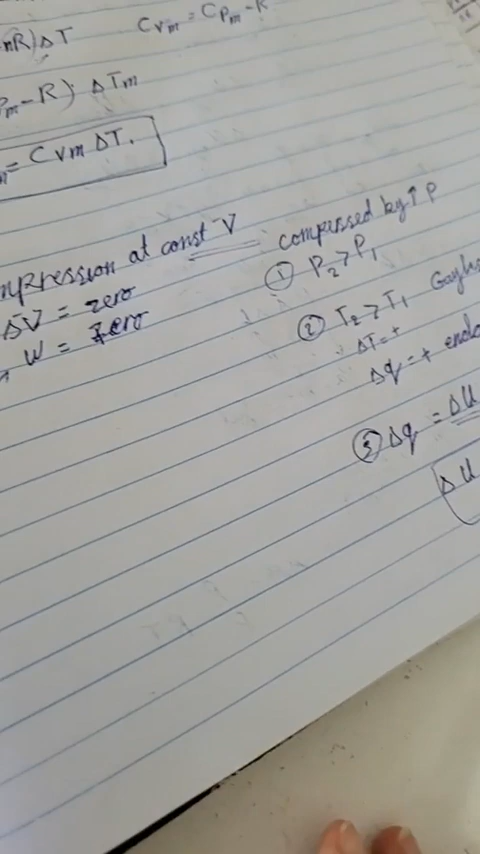 nR) ΔT
Cvm = CPm - R
Pm - R) ΔTm
= Cvm ΔT.
mpression at const V
ΔV = zero
W = zero
compressed by ↑ P
① P₂ > P₁
② T₂ > T₁ Gaylus
ΔT = +
Δq = + endo
③ Δq = ΔU
ΔU